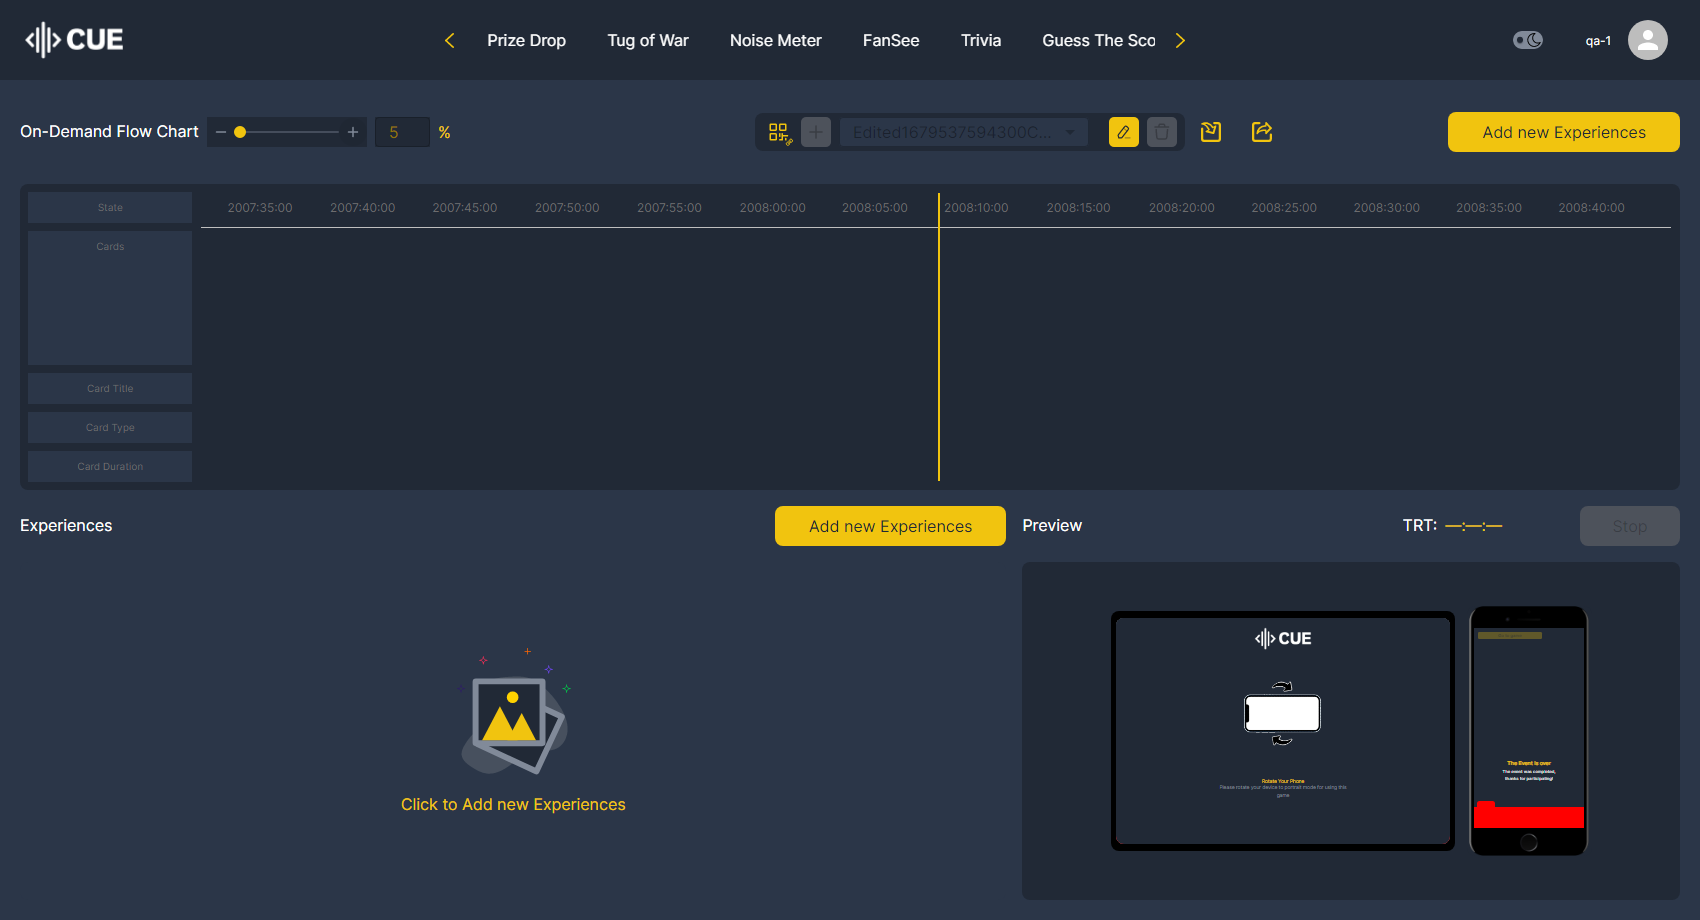 CUE
Prize Drop
Tug of War
Noise Meter
FanSee
Trivia
Guess The Sco
qa-1
On-Demand Flow Chart
5
%
Edited1679537594300C...
Add new Experiences
State
2007:35:00
2007:40:00
2007:45:00
2007:50:00
2007:55:00
2008:00:00
2008:05:00
2008:10:00
2008:15:00
2008:20:00
2008:25:00
2008:30:00
2008:35:00
2008:40:00
Cards
Card Title
Card Type
Card Duration
Experiences
Add new Experiences
Preview
TRT: —:—:—
Stop
Click to Add new Experiences
CUE
Rotate Your Phone
Please rotate your device to portrait mode for using this
game
The Event is over
The event was completed,
thanks for participating!